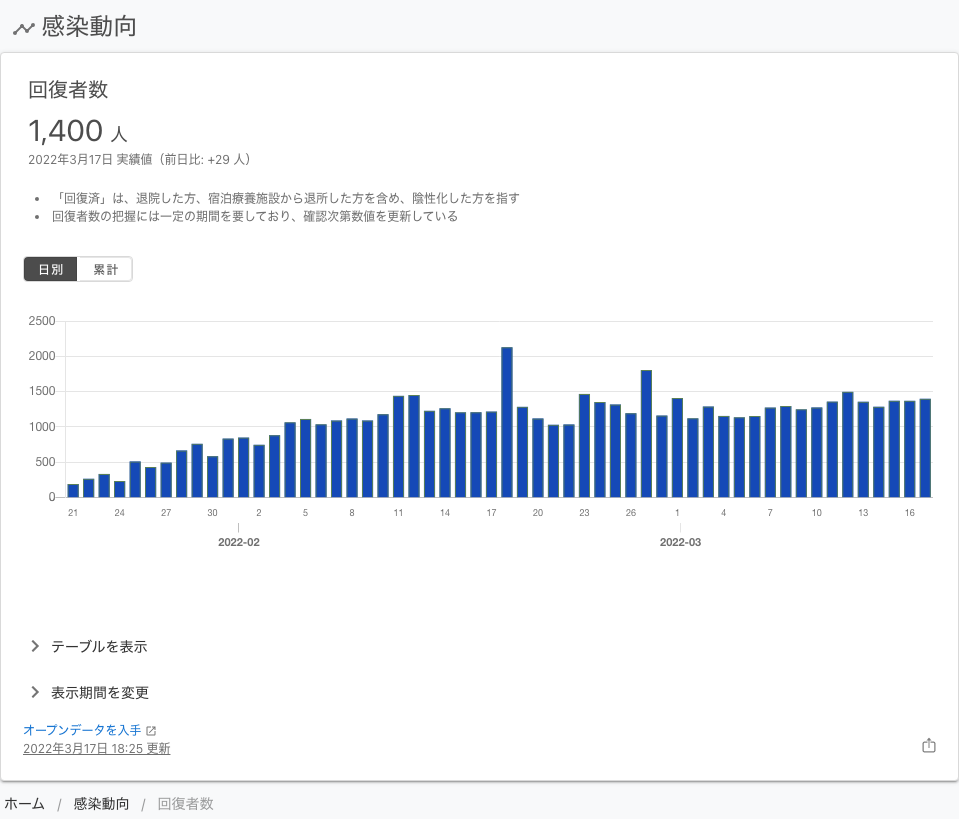 感染動向
回復者数
1,400 人
2022年3月17日 実績値（前日比: +29 人）
「回復済」は、退院した方、宿泊療養施設から退所した方を含め、陰性化した方を指す
回復者数の把握には一定の期間を要しており、確認次第数値を更新している
日別 累計
2500
2000
1500
1000
500
0
21 24 27 30 2 5 8 11 14 17 20 23 26 1 4 7 10 13 16
2022-02 2022-03
テーブルを表示
表示期間を変更
オープンデータを入手
2022年3月17日 18:25 更新
ホーム / 感染動向 / 回復者数